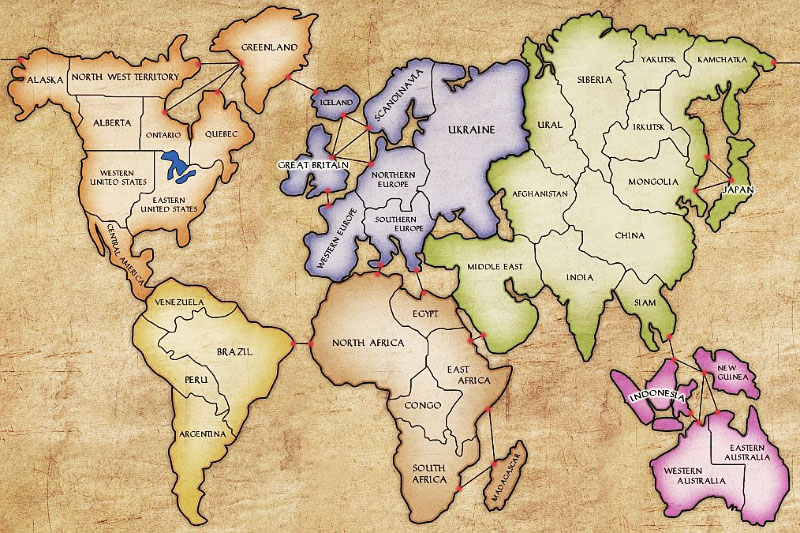 GREENLAND
ALASKA
NORTH WEST TERRITORY
ALBERTA
ONTARIO
QUEBEC
WESTERN
UNITED STATES
EASTERN
UNITED STATES
CENTRAL AMERICA
VENEZUELA
BRAZIL
PERU
ARGENTINA
ICELAND
SCANDINAVIA
GREAT BRITAIN
UKRAINE
NORTHERN
EUROPE
SOUTHERN
EUROPE
WESTERN EUROPE
NORTH AFRICA
EGYPT
EAST
AFRICA
CONGO
SOUTH
AFRICA
MADAGASCAR
SIBERIA
YAKUTSK
KAMCHATKA
URAL
IRKUTSK
AFGHANISTAN
MONGOLIA
JAPAN
CHINA
MIDDLE EAST
INDIA
SIAM
INDONESIA
NEW
GUINEA
WESTERN
AUSTRALIA
EASTERN
AUSTRALIA